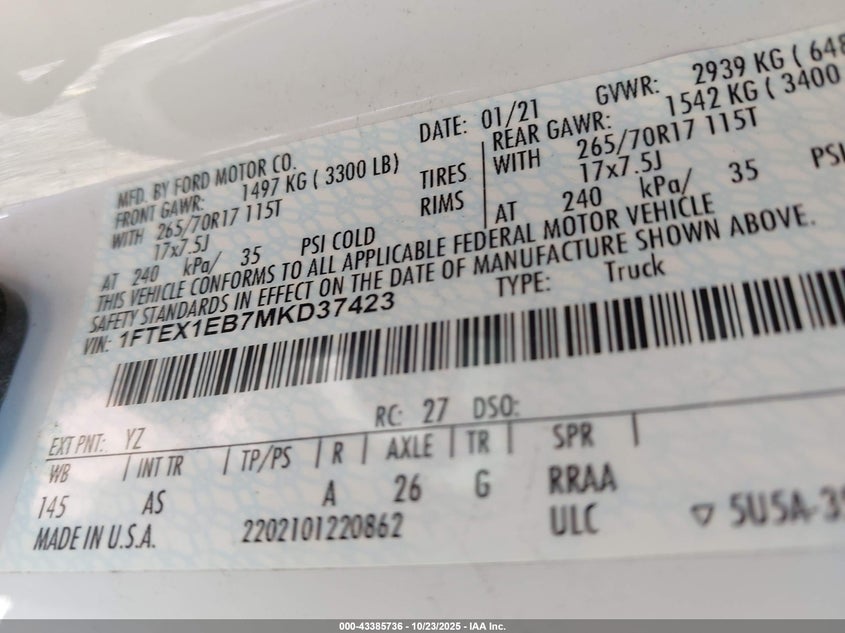 MFD. BY FORD MOTOR CO. DATE: 01/21 GVWR: 2939 KG ( 648
FRONT GAWR: 1497 KG ( 3300 LB) REAR GAWR: 1542 KG ( 3400
WITH 265/70R17 115T TIRES WITH 265/70R17 115T
17x7.5J RIMS 17x7.5J
AT 240 kPa/ 35 PSI COLD AT 240 kPa/ 35 PSI
THIS VEHICLE CONFORMS TO ALL APPLICABLE FEDERAL MOTOR VEHICLE
SAFETY STANDARDS IN EFFECT ON THE DATE OF MANUFACTURE SHOWN ABOVE.
VIN: 1FTEX1EB7MKD37423 TYPE: Truck
EXT PNT: YZ RC: 27 DSO:
WB INT TR TP/PS R AXLE TR SPR
145 AS A 26 G RRAA
MADE IN U.S.A. 2202101220862 ULC 5U5A-35
000-43385736 - 10/23/2025 - IAA Inc.